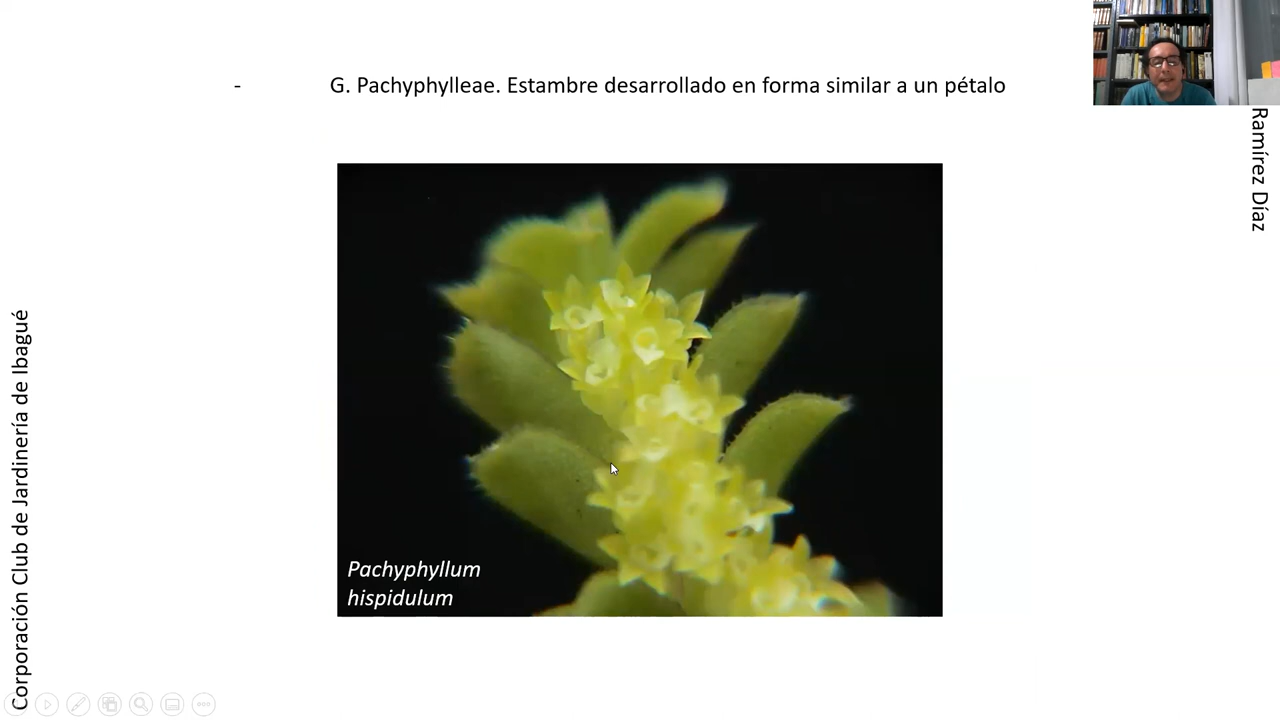 - G. Pachyphylleae. Estambre desarrollado en forma similar a un pétalo
Ramírez Díaz
Corporación Club de Jardinería de Ibagué
Pachyphyllum
hispidulum